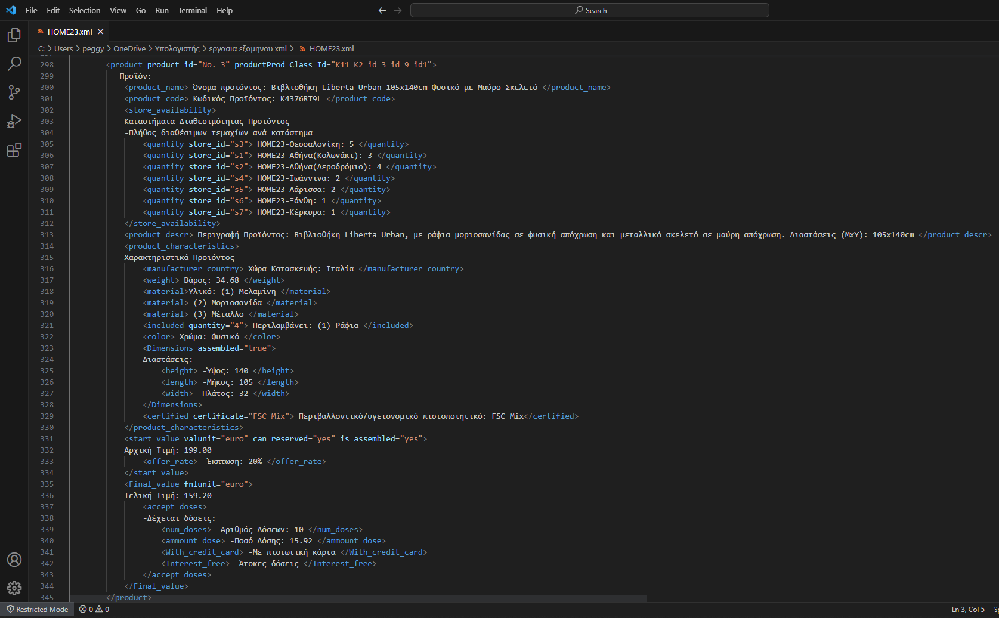 File Edit Selection View Go Run Terminal Help
Search
HOME23.xml
C: > Users > peggy > OneDrive > Υπολογιστής > εργασια εξαμηνου xml > HOME23.xml
298 <product product_id="No. 3" productProd_Class_Id="K11 K2 id_3 id_9 id1">
299 Προϊόν:
300 <product_name> Όνομα προϊόντος: Βιβλιοθήκη Liberta Urban 105x140cm Φυσικό με Μαύρο Σκελετό </product_name>
301 <product_code> Κωδικός Προϊόντος: K4376RT9L </product_code>
302 <store_availability>
303 Καταστήματα Διαθεσιμότητας Προϊόντος
304 -Πλήθος διαθέσιμων τεμαχίων ανά κατάστημα
305 <quantity store_id="s3"> HOME23-Θεσσαλονίκη: 5 </quantity>
306 <quantity store_id="s1"> HOME23-Αθήνα(Κολωνάκι): 3 </quantity>
307 <quantity store_id="s2"> HOME23-Αθήνα(Αεροδρόμιο): 4 </quantity>
308 <quantity store_id="s4"> HOME23-Ιωάννινα: 2 </quantity>
309 <quantity store_id="s5"> HOME23-Λάρισσα: 2 </quantity>
310 <quantity store_id="s6"> HOME23-Ξάνθη: 1 </quantity>
311 <quantity store_id="s7"> HOME23-Κέρκυρα: 1 </quantity>
312 </store_availability>
313 <product_descr> Περιγραφή Προϊόντος: Βιβλιοθήκη Liberta Urban, με ράφια μοριοσανίδας σε φυσική απόχρωση και μεταλλικό σκελετό σε μαύρη απόχρωση. Διαστάσεις (ΜxΥ): 105x140cm </product_descr>
314 <product_characteristics>
315 Χαρακτηριστικά Προϊόντος
316 <manufacturer_country> Χώρα Κατασκευής: Ιταλία </manufacturer_country>
317 <weight> Βάρος: 34.68 </weight>
318 <material>Υλικό: (1) Μελαμίνη </material>
319 <material> (2) Μοριοσανίδα </material>
320 <material> (3) Μέταλλο </material>
321 <included quantity="4"> Περιλαμβάνει: (1) Ράφια </included>
322 <color> Χρώμα: Φυσικό </color>
323 <Dimensions assembled="true">
324 Διαστάσεις:
325 <height> -Ύψος: 140 </height>
326 <length> -Μήκος: 105 </length>
327 <width> -Πλάτος: 32 </width>
328 </Dimensions>
329 <certified certificate="FSC Mix"> Περιβαλλοντικό/υγειονομικό πιστοποιητικό: FSC Mix</certified>
330 </product_characteristics>
331 <start_value valunit="euro" can_reserved="yes" is_assembled="yes">
332 Αρχική Τιμή: 199.00
333 <offer_rate> -Έκπτωση: 20% </offer_rate>
334 </start_value>
335 <Final_value fnlunit="euro">
336 Τελική Τιμή: 159.20
337 <accept_doses>
338 -Δέχεται δόσεις:
339 <num_doses> -Αριθμός Δόσεων: 10 </num_doses>
340 <ammount_dose> -Ποσό Δόσης: 15.92 </ammount_dose>
341 <With_credit_card> -Με πιστωτική κάρτα </With_credit_card>
342 <Interest_free> -Άτοκες δόσεις </Interest_free>
343 </accept_doses>
344 </Final_value>
345 </product>
Restricted Mode 0 0 Ln 3, Col 5